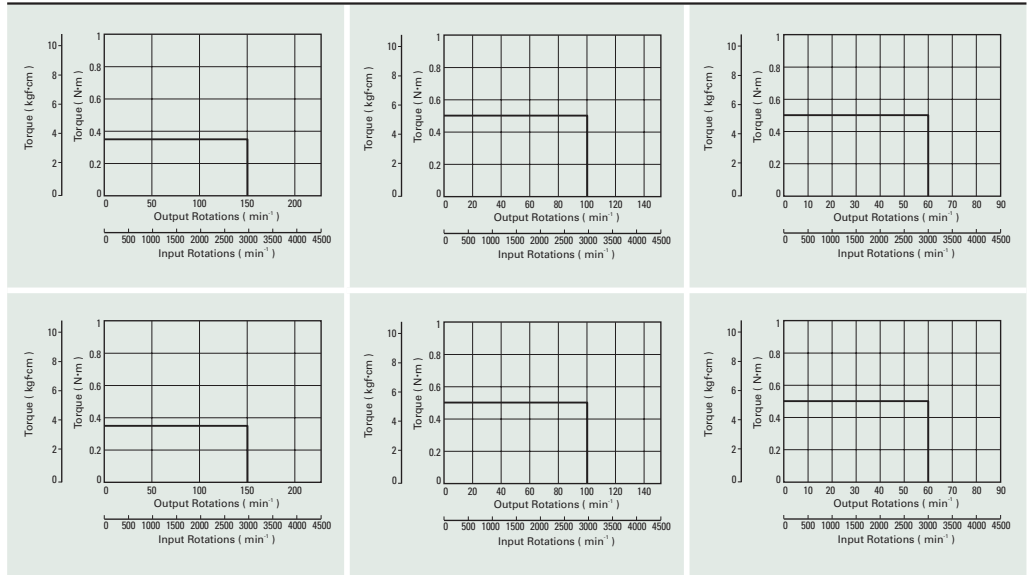 Torque ( kgf•cm )
10
8
6
4
2
0
Torque ( N•m )
1
0.8
0.6
0.4
0.2
0
0 50 100 150 200
Output Rotations ( min⁻¹ )
0 500 1000 1500 2000 2500 3000 3500 4000 4500
Input Rotations ( min⁻¹ )
Torque ( kgf•cm )
10
8
6
4
2
0
Torque ( N•m )
1
0.8
0.6
0.4
0.2
0
0 20 40 60 80 100 120 140
Output Rotations ( min⁻¹ )
0 500 1000 1500 2000 2500 3000 3500 4000 4500
Input Rotations ( min⁻¹ )
Torque ( kgf•cm )
10
8
6
4
2
0
Torque ( N•m )
1
0.8
0.6
0.4
0.2
0
0 10 20 30 40 50 60 70 80 90
Output Rotations ( min⁻¹ )
0 500 1000 1500 2000 2500 3000 3500 4000 4500
Input Rotations ( min⁻¹ )
Torque ( kgf•cm )
10
8
6
4
2
0
Torque ( N•m )
1
0.8
0.6
0.4
0.2
0
0 50 100 150 200
Output Rotations ( min⁻¹ )
0 500 1000 1500 2000 2500 3000 3500 4000 4500
Input Rotations ( min⁻¹ )
Torque ( kgf•cm )
10
8
6
4
2
0
Torque ( N•m )
1
0.8
0.6
0.4
0.2
0
0 20 40 60 80 100 120 140
Output Rotations ( min⁻¹ )
0 500 1000 1500 2000 2500 3000 3500 4000 4500
Input Rotations ( min⁻¹ )
Torque ( kgf•cm )
10
8
6
4
2
0
Torque ( N•m )
1
0.8
0.6
0.4
0.2
0
0 10 20 30 40 50 60 70 80 90
Output Rotations ( min⁻¹ )
0 500 1000 1500 2000 2500 3000 3500 4000 4500
Input Rotations ( min⁻¹ )